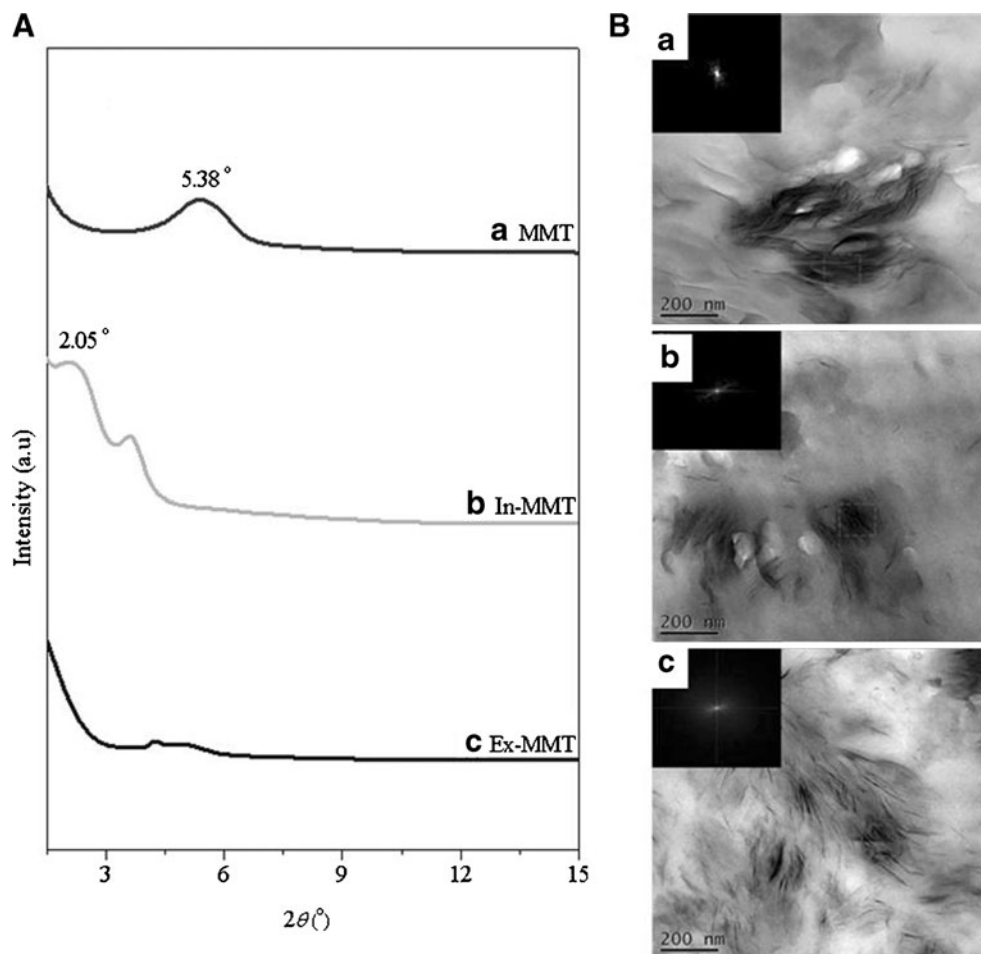 A
5.38°
a MMT
2.05°
b In-MMT
c Ex-MMT
Intensity (a.u)
3 6 9 12 15
2θ(°)
B
a
200 nm
b
200 nm
c
200 nm